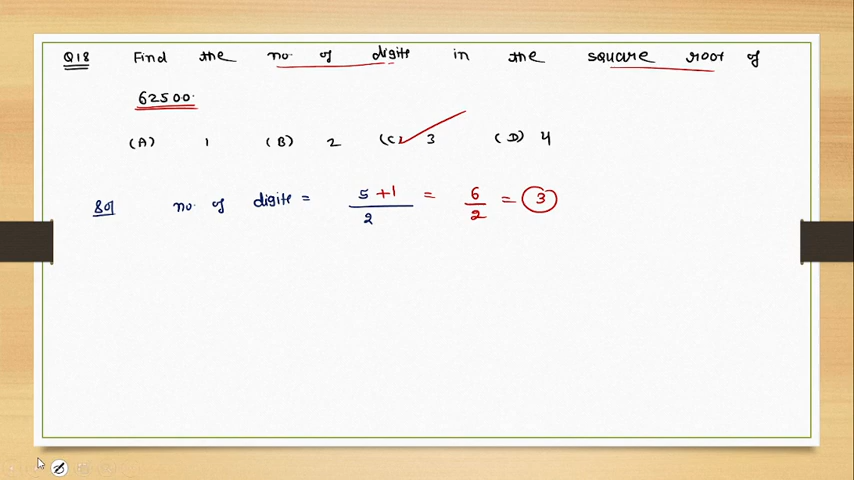 Q18 Find the no. of digits in the square root of
62500.
(A) 1 (B) 2 (C) 3 (D) 4
Sol no. of digits = 5+1/2 = 6/2 = 3